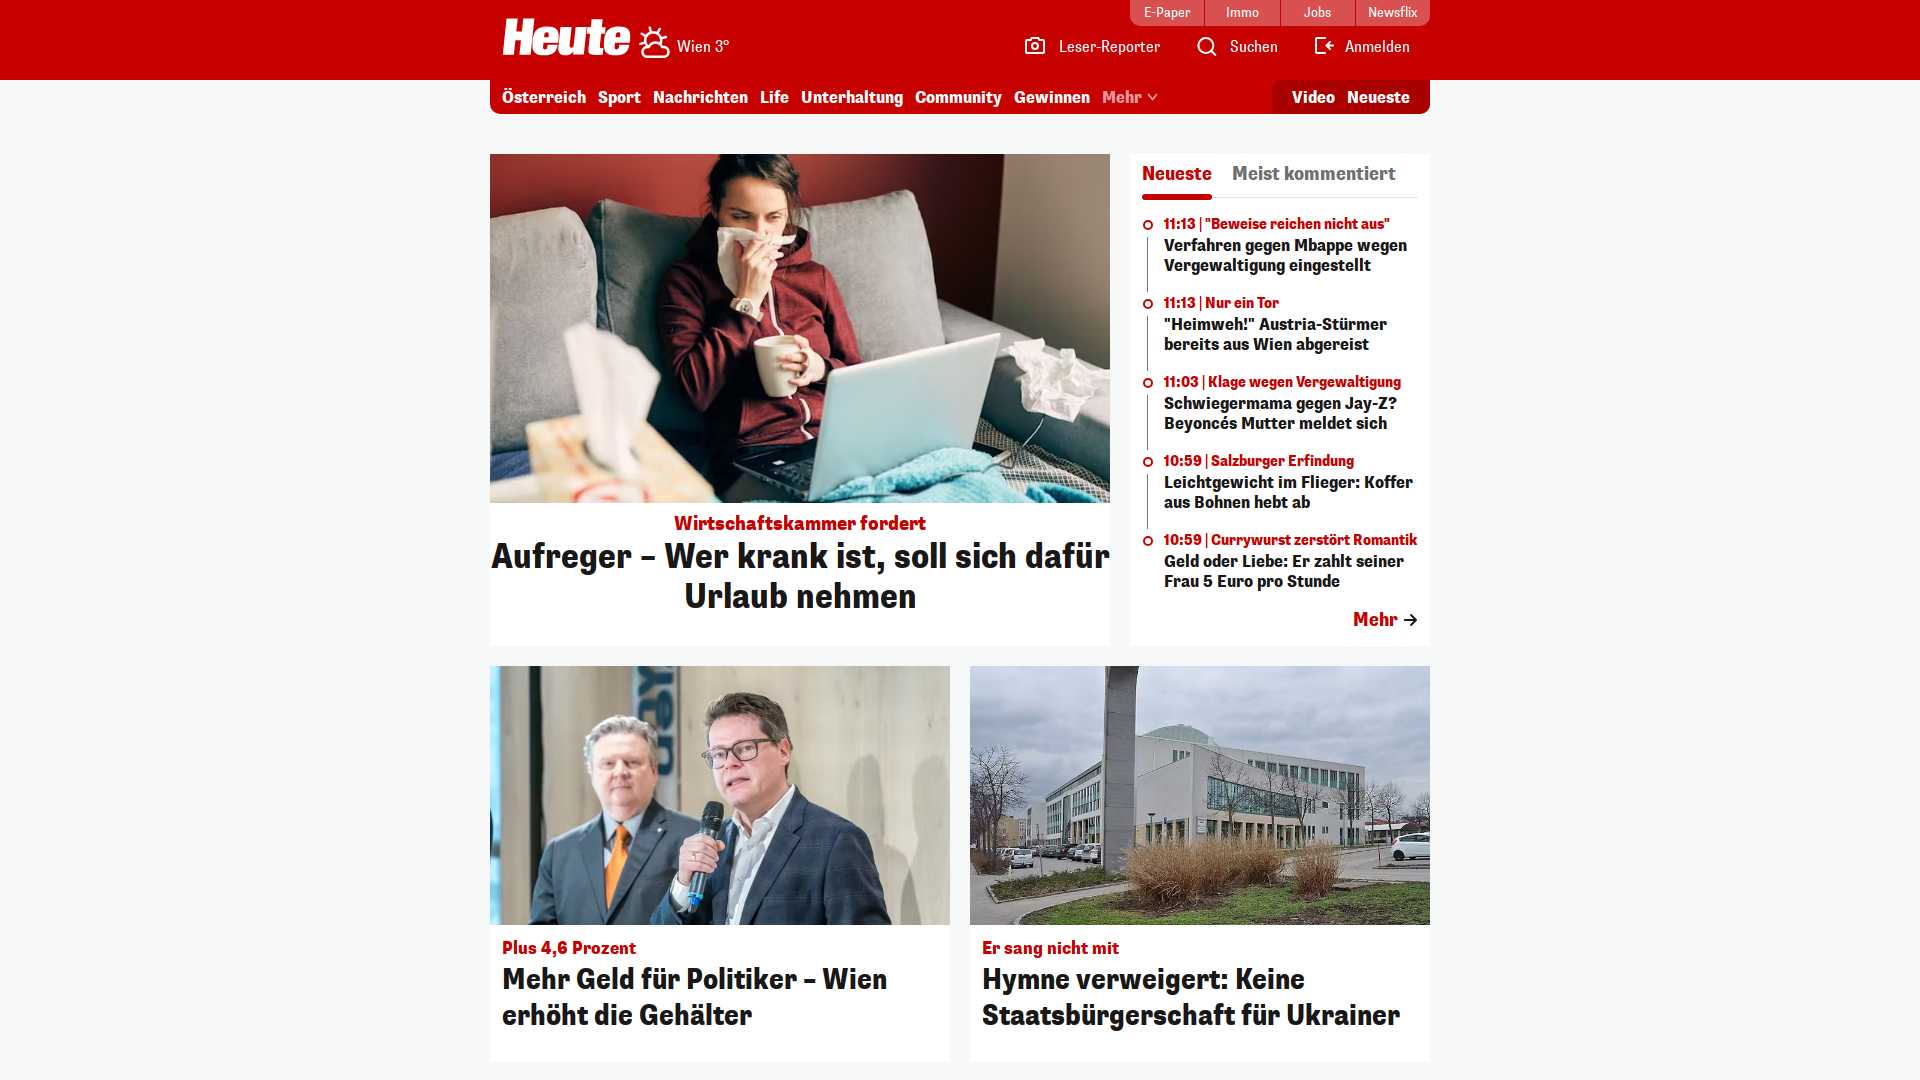 E-Paper
Immo
Jobs
Newsflix
Heute
Wien 3°
Leser-Reporter
Suchen
Anmelden
Österreich
Sport
Nachrichten
Life
Unterhaltung
Community
Gewinnen
Mehr
Video
Neueste
Wirtschaftskammer fordert
Aufreger – Wer krank ist, soll sich dafür
Urlaub nehmen
Neueste
Meist kommentiert
11:13 | "Beweise reichen nicht aus"
Verfahren gegen Mbappe wegen
Vergewaltigung eingestellt
11:13 | Nur ein Tor
"Heimweh!" Austria-Stürmer
bereits aus Wien abgereist
11:03 | Klage wegen Vergewaltigung
Schwiegermama gegen Jay-Z?
Beyoncés Mutter meldet sich
10:59 | Salzburger Erfindung
Leichtgewicht im Flieger: Koffer
aus Bohnen hebt ab
10:59 | Currywurst zerstört Romantik
Geld oder Liebe: Er zahlt seiner
Frau 5 Euro pro Stunde
Mehr
Plus 4,6 Prozent
Mehr Geld für Politiker – Wien
erhöht die Gehälter
Er sang nicht mit
Hymne verweigert: Keine
Staatsbürgerschaft für Ukrainer